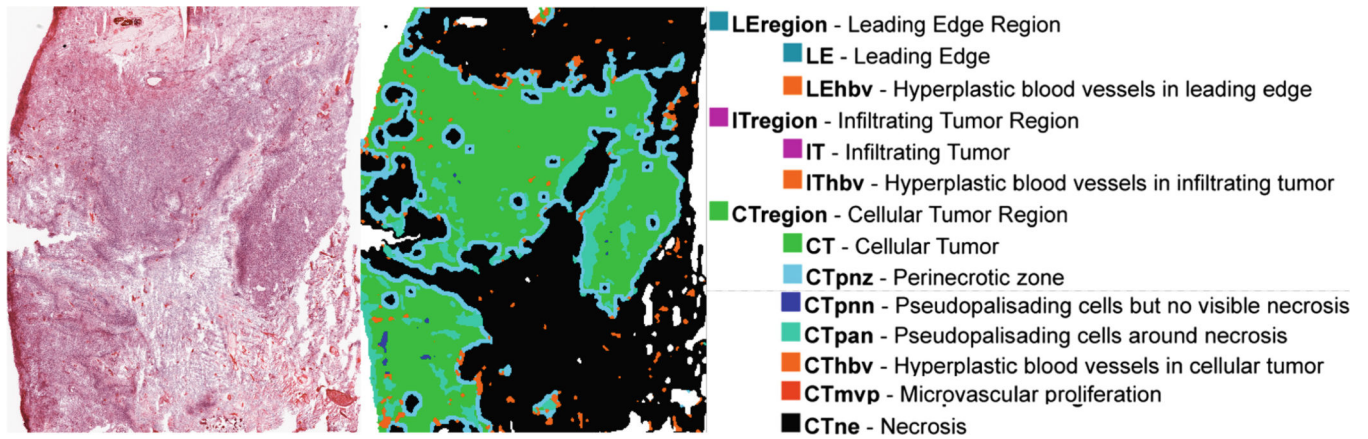 LEregion - Leading Edge Region
LE - Leading Edge
LEhbv - Hyperplastic blood vessels in leading edge
ITregion - Infiltrating Tumor Region
IT - Infiltrating Tumor
IThbv - Hyperplastic blood vessels in infiltrating tumor
CTregion - Cellular Tumor Region
CT - Cellular Tumor
CTpnz - Perinecrotic zone
CTpnn - Pseudopalisading cells but no visible necrosis
CTpan - Pseudopalisading cells around necrosis
CThbv - Hyperplastic blood vessels in cellular tumor
CTmvp - Microvascular proliferation
CTne - Necrosis